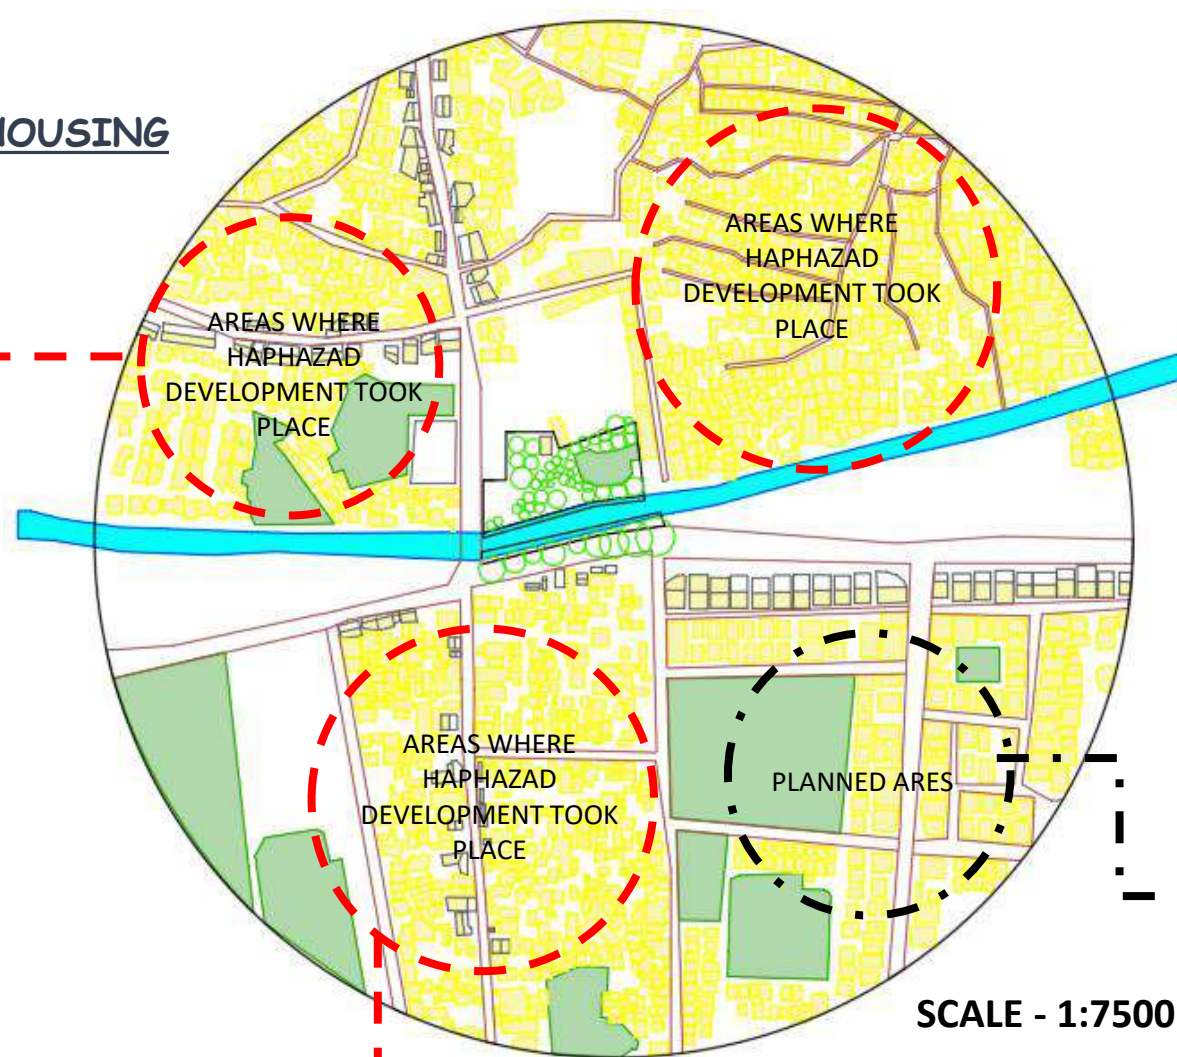 HOUSING
AREAS WHERE
HAPHAZAD
DEVELOPMENT TOOK
PLACE
AREAS WHERE
HAPHAZAD
DEVELOPMENT TOOK
PLACE
AREAS WHERE
HAPHAZAD
DEVELOPMENT TOOK
PLACE
PLANNED ARES
SCALE - 1:7500